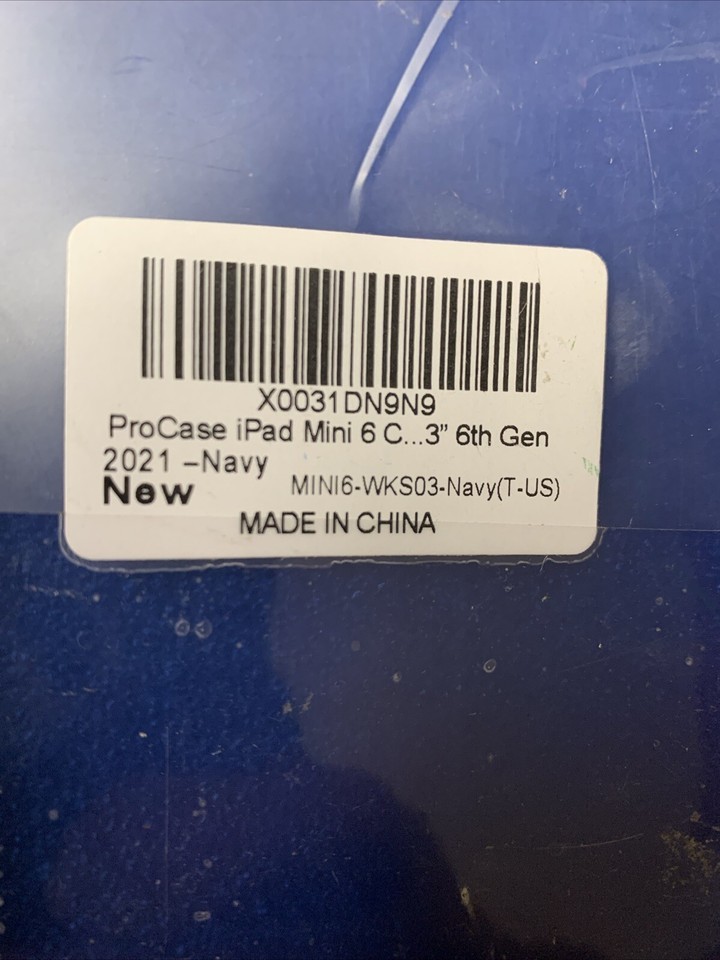 X0031DN9N9
ProCase iPad Mini 6 C...3” 6th Gen
2021 –Navy
New MINI6-WKS03-Navy(T-US)
MADE IN CHINA